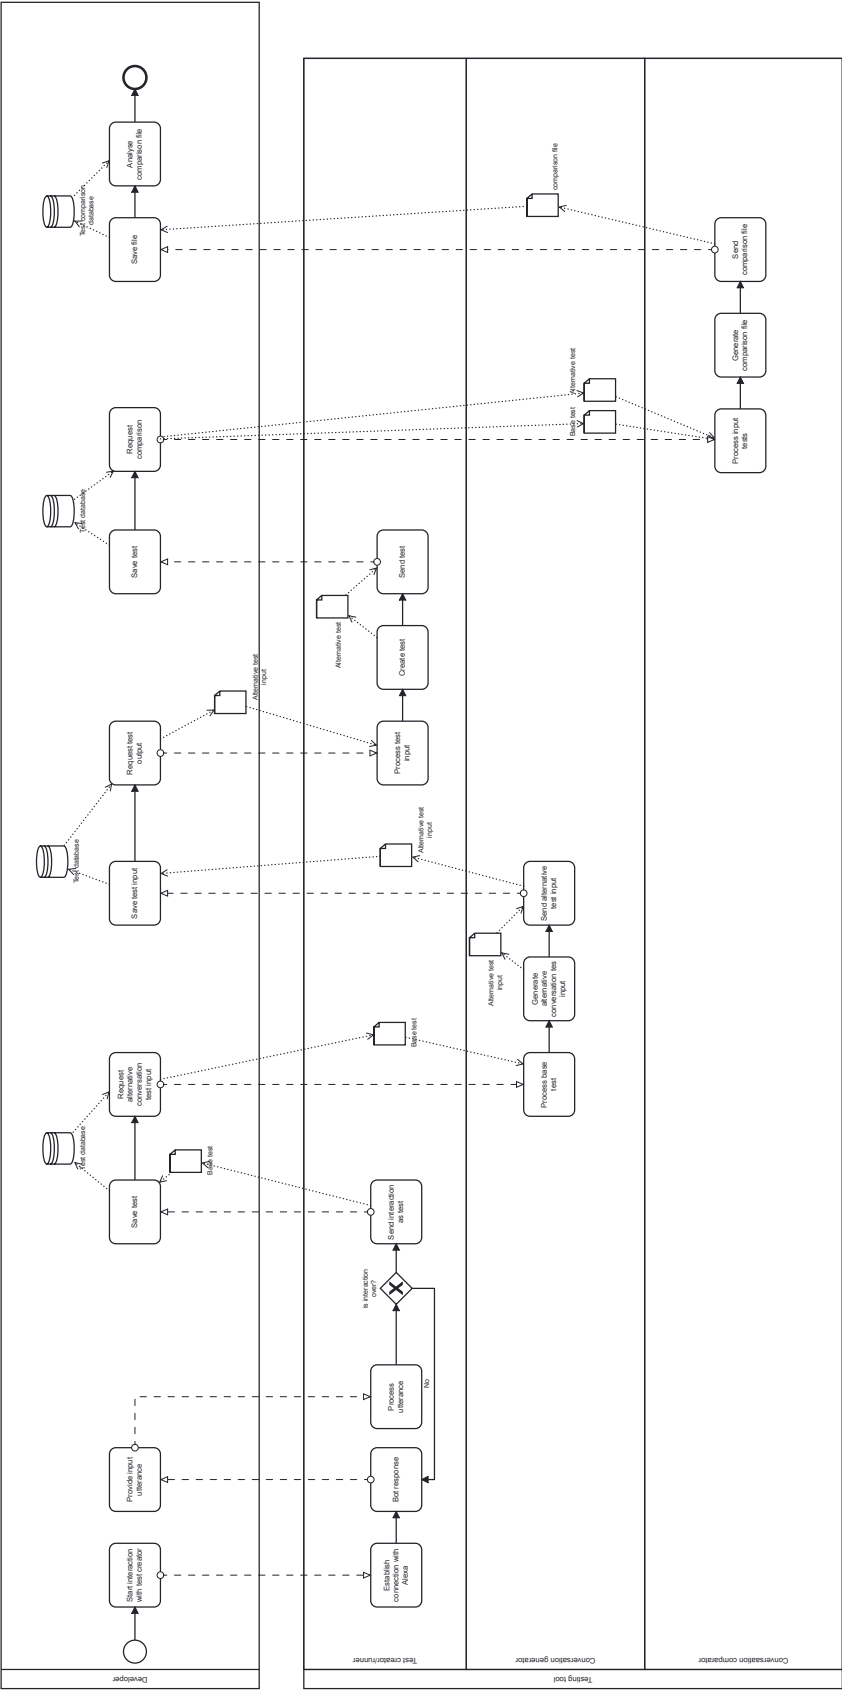 Developer
Start interaction
with test creator
Provide input
utterance
Save test
Test database
Base test
Request
alternative
conversation
test input
Save test input
Test database
Request test
output
Alternative test
input
Save test
Test database
Request
comparison
Save file
Test comparison
database
Analyse
comparison file
Testing tool
Test creator/runner
Establish
connection with
Alexa
Bot response
Process
utterance
No
is interaction
over?
Send interaction
as test
Base test
Alternative test
input
Process test
input
Create test
Alternative test
Send test
Conversation generator
Process base
test
Generate
alternative
conversation tes
input
Alternative test
input
Send alternative
test input
Base test
Alternative test
comparison file
Conversation comparator
Process input
tests
Generate
comparison file
Send
comparison file